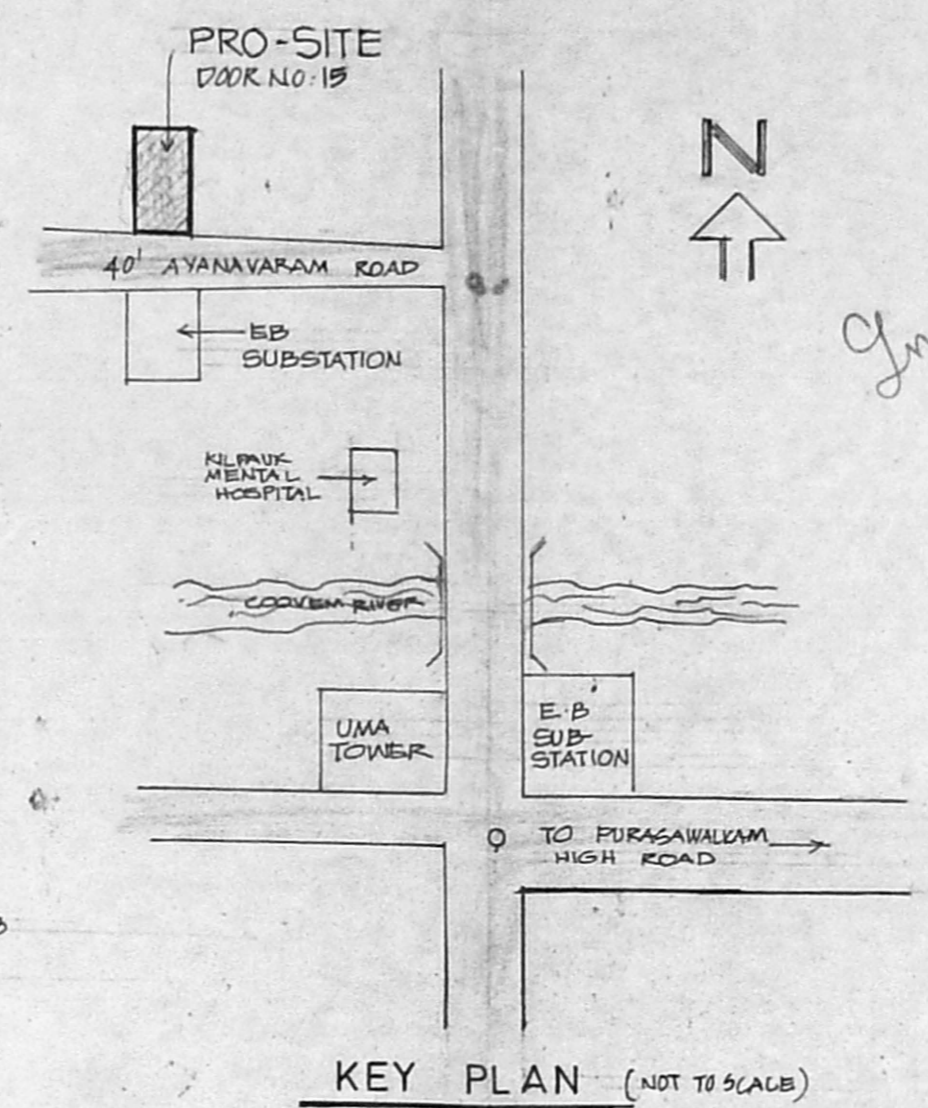 PRO-SITE
DOOR NO:15
N
40' AYANAVARAM ROAD
EB
SUBSTATION
KILPAUK
MENTAL
HOSPITAL
COOVEM RIVER
UMA
TOWER
E.B
SUB-
STATION
TO PURASAWALKAM
HIGH ROAD
KEY PLAN (NOT TO SCALE)